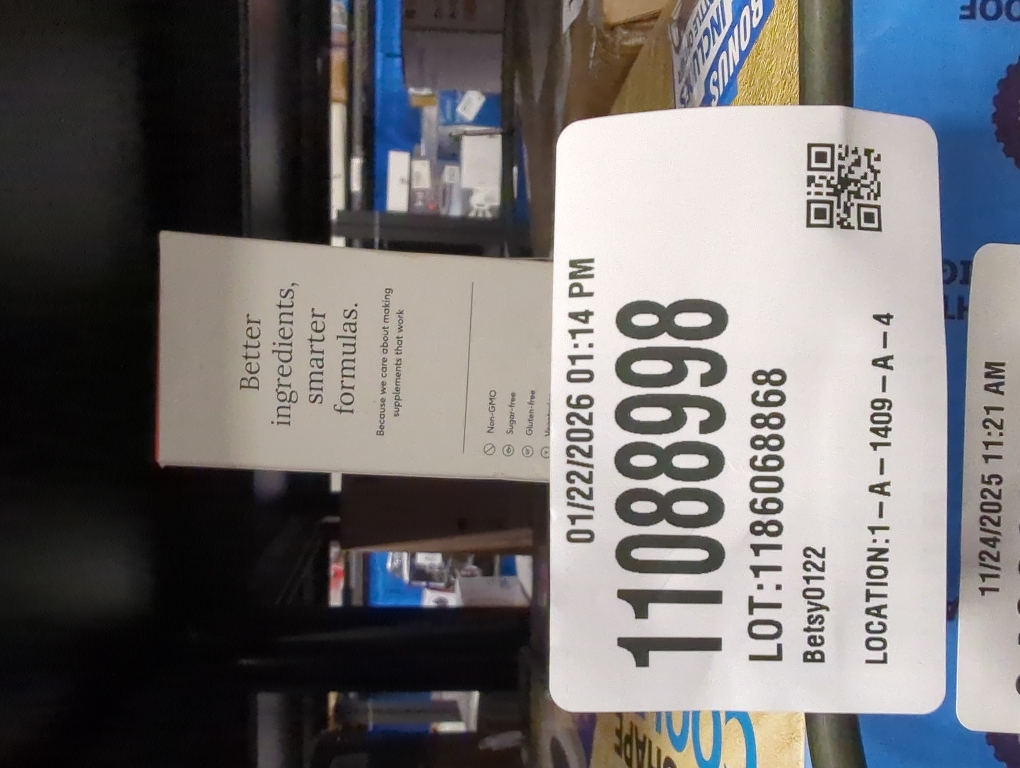 Better
ingredients,
smarter
formulas.
Because we care about making
supplements that work
Non-GMO
Sugar-free
Gluten-free
01/22/2026 01:14 PM
11088998
LOT:1186068868
Betsy0122
LOCATION:1-A-1409-A-4
11/24/2025 11:21 AM
BONUS
SHAPE